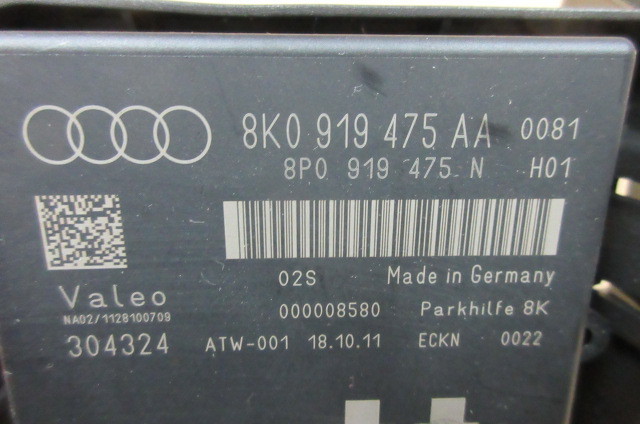 8K0 919 475 AA 0081
8P0 919 475 N H01
02S Made in Germany
Valeo 000008580 Parkhilfe 8K
NA02/1128100709
304324 ATW-001 18.10.11 ECKN 0022